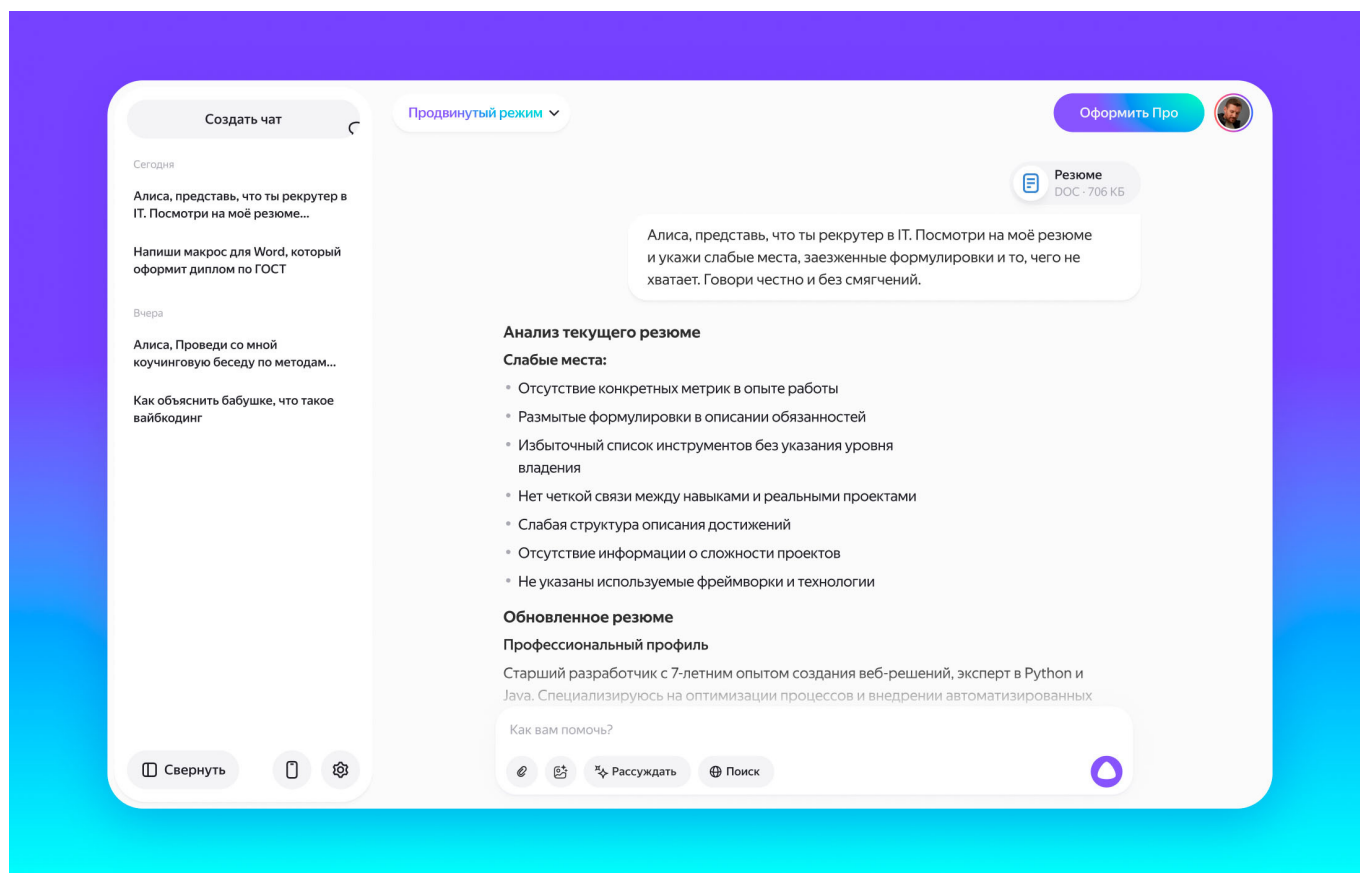 Создать чат
Сегодня
Алиса, представь, что ты рекрутер в
IT. Посмотри на моё резюме...
Напиши макрос для Word, который
оформит диплом по ГОСТ
Вчера
Алиса, Проведи со мной
коучинговую беседу по методам...
Как объяснить бабушке, что такое
вайбкодинг
Свернуть
Продвинутый режим
Оформить Про
Резюме
DOC · 706 КБ
Алиса, представь, что ты рекрутер в IT. Посмотри на моё резюме
и укажи слабые места, заезженные формулировки и то, чего не
хватает. Говори честно и без смягчений.
Анализ текущего резюме
Слабые места:
• Отсутствие конкретных метрик в опыте работы
• Размытые формулировки в описании обязанностей
• Избыточный список инструментов без указания уровня
владения
• Нет четкой связи между навыками и реальными проектами
• Слабая структура описания достижений
• Отсутствие информации о сложности проектов
• Не указаны используемые фреймворки и технологии
Обновленное резюме
Профессиональный профиль
Старший разработчик с 7-летним опытом создания веб-решений, эксперт в Python и
Java. Специализируюсь на оптимизации процессов и внедрении автоматизированных
Как вам помочь?
Рассуждать
Поиск